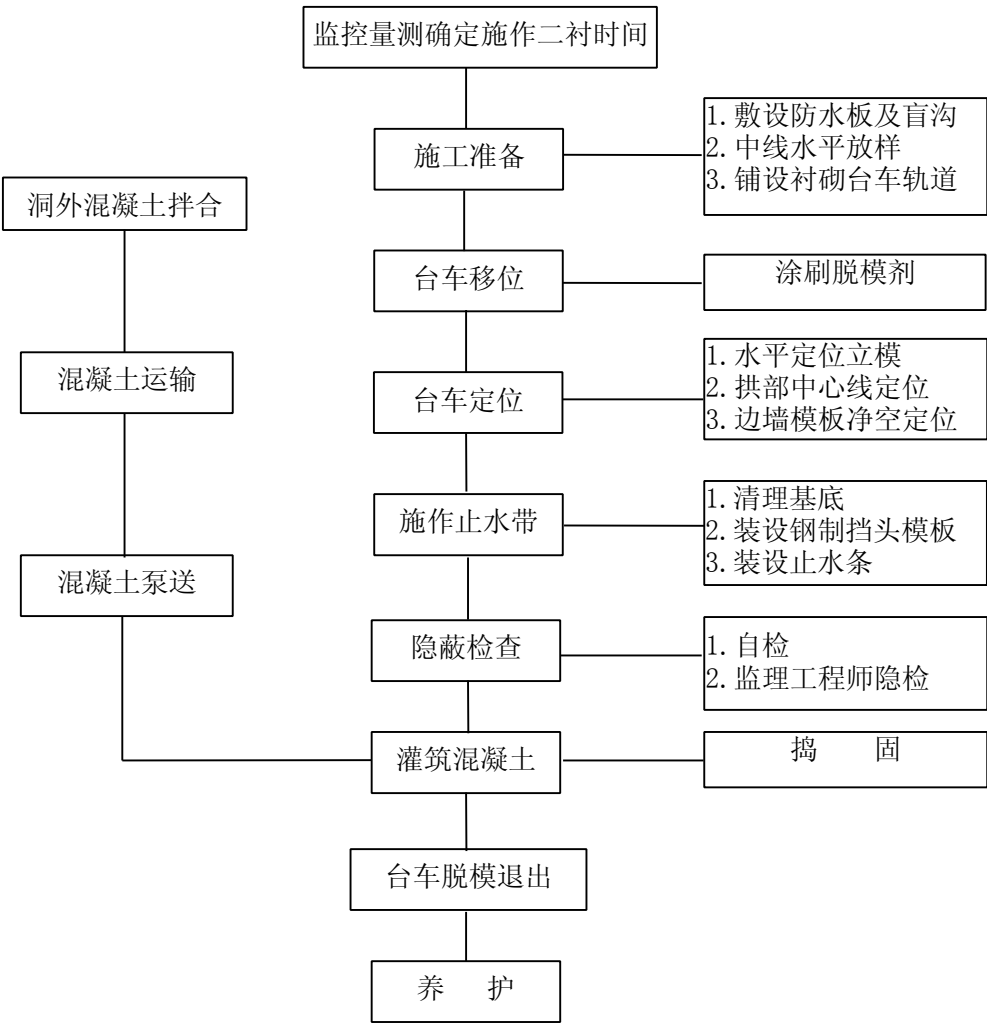 监控量测确定施作二衬时间
施工准备
1.敷设防水板及盲沟
2.中线水平放样
3.铺设衬砌台车轨道
洞外混凝土拌合
台车移位
涂刷脱模剂
混凝土运输
台车定位
1.水平定位立模
2.拱部中心线定位
3.边墙模板净空定位
施作止水带
1.清理基底
2.装设钢制挡头模板
3.装设止水条
混凝土泵送
隐蔽检查
1.自检
2.监理工程师隐检
灌筑混凝土
捣 固
台车脱模退出
养 护